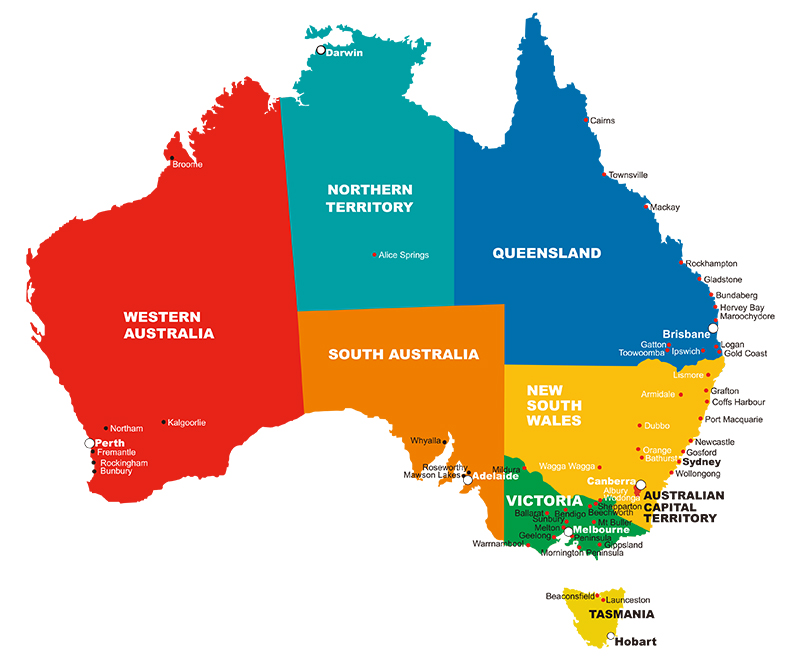 Darwin
Cairns
Broome
Townsville
NORTHERN
TERRITORY
Mackay
QUEENSLAND
Alice Springs
Rockhampton
Gladstone
Bundaberg
Hervey Bay
Maroochydore
WESTERN
AUSTRALIA
Brisbane
Gatton
Logan
Toowoomba
Ipswich
Gold Coast
SOUTH AUSTRALIA
Lismore
NEW
SOUTH
WALES
Armidale
Grafton
Coffs Harbour
Port Macquarie
Northam
Kalgoorlie
Dubbo
Perth
Fremantle
Rockingham
Bunbury
Whyalla
Newcastle
Orange
Gosford
Bathurst
Sydney
Roseworthy
Mawson Lakes
Adelaide
Mildura
Wagga Wagga
Wollongong
Canberra
Albury
Wodonga
AUSTRALIAN
CAPITAL
TERRITORY
VICTORIA
Shepparton
Ballarat
Bendigo
Beechworth
Sunbury
Mt Buller
Melton
Melbourne
Geelong
Peninsula
Warrnambool
Gippsland
Mornington Peninsula
Beaconsfield
Launceston
TASMANIA
Hobart